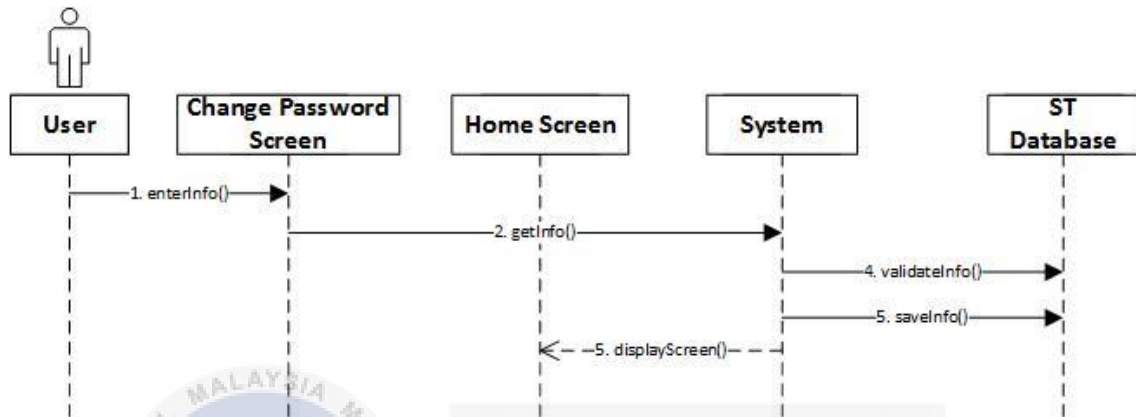 User
Change Password
Screen
Home Screen
System
ST
Database
1. enterInfo()
2. getInfo()
4. validateInfo()
5. saveInfo()
5. displayScreen()
MALAYSIA